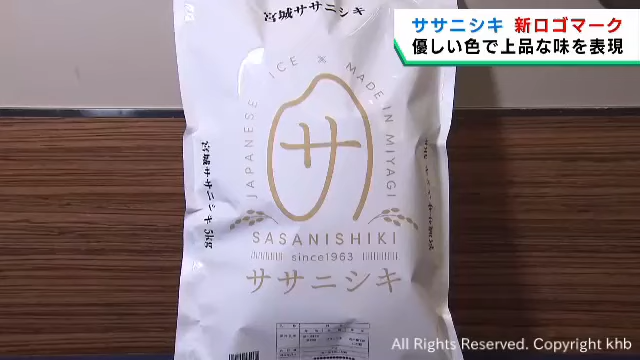 ササニシキ 新ロゴマーク
優しい色で上品な味を表現
宮城ササニシキ
JAPANESE RICE × MADE IN MIYAGI
サ
宮城ササニシキ 5kg
SASANISHIKI
since1963
ササニシキ
All Rights Reserved. Copyright khb